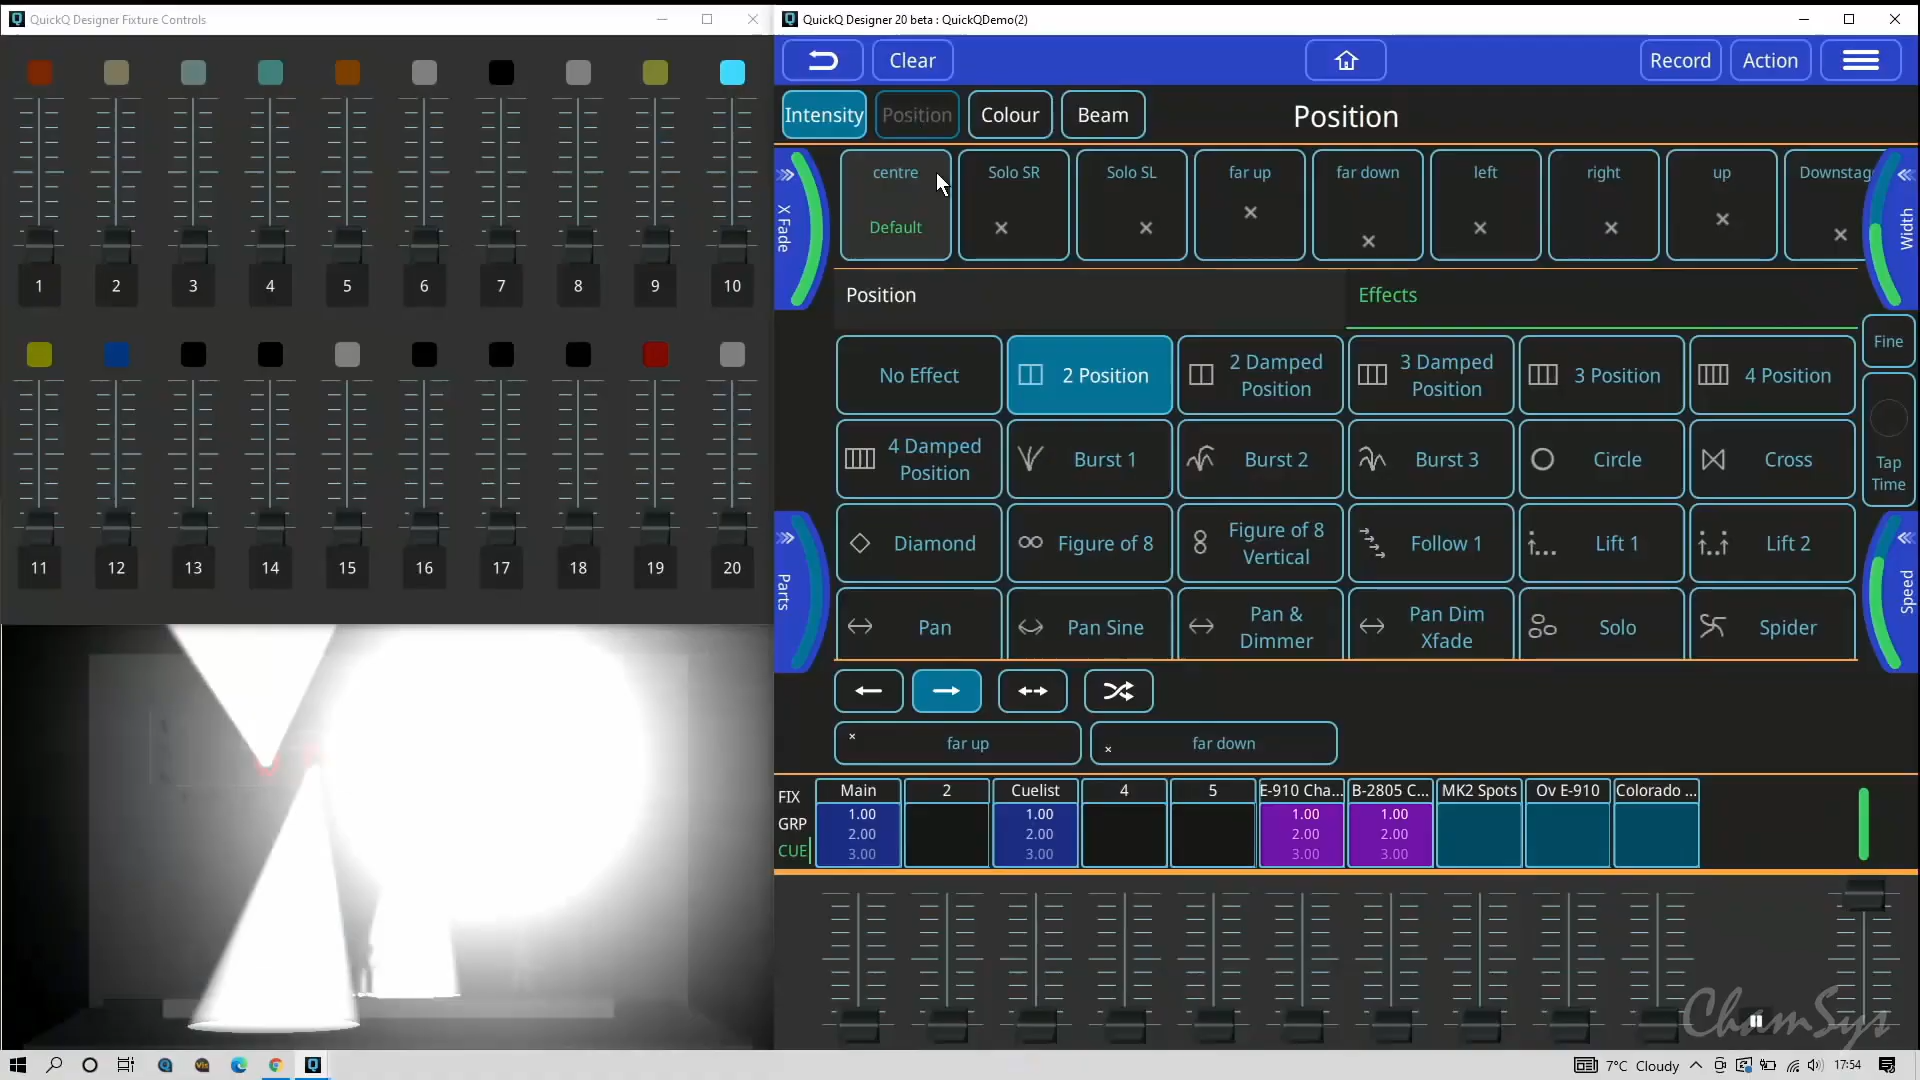 QuickQ Designer Fixture Controls
QuickQ Designer 20 beta : QuickQDemo(2)
Clear
Record
Action
Intensity
Position
Colour
Beam
Position
X Fade
centre
Default
Solo SR
Solo SL
far up
far down
left
right
up
Downstag
Width
Position
Effects
Fine
Tap
Time
No Effect
2 Position
2 Damped
Position
3 Damped
Position
3 Position
4 Position
4 Damped
Position
Burst 1
Burst 2
Burst 3
Circle
Cross
Diamond
Figure of 8
Figure of 8
Vertical
Follow 1
Lift 1
Lift 2
Parts
Speed
Pan
Pan Sine
Pan &
Dimmer
Pan Dim
Xfade
Solo
Spider
far up
far down
1 2 3 4 5 6 7 8 9 10
11 12 13 14 15 16 17 18 19 20
FIX
GRP
CUE
Main
1.00
2.00
3.00
2
Cuelist
1.00
2.00
3.00
4
5
E-910 Cha...
1.00
2.00
3.00
B-2805 C...
1.00
2.00
3.00
MK2 Spots
Ov E-910
Colorado ...
ChamSys
7°C Cloudy
17:54